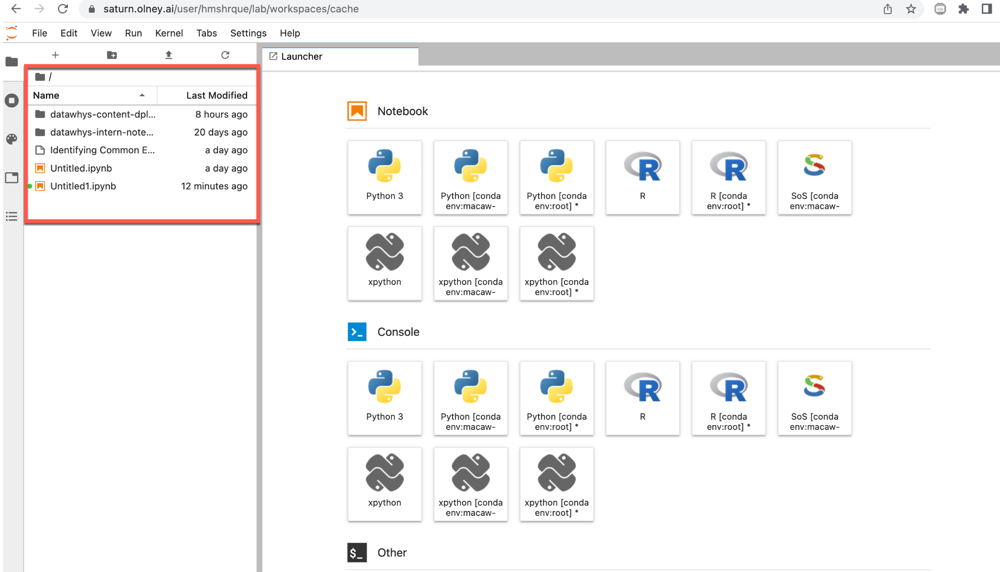 saturn.olney.ai/user/hmshrque/lab/workspaces/cache
File Edit View Run Kernel Tabs Settings Help
Launcher
/
Name Last Modified
datawhys-content-dpl... 8 hours ago
datawhys-intern-note... 20 days ago
Identifying Common E... a day ago
Untitled.ipynb a day ago
Untitled1.ipynb 12 minutes ago
Notebook
Python 3
Python [conda
env:macaw-
Python [conda
env:root] *
R
R [conda
env:root] *
SoS [conda
env:macaw-
xpython
xpython [conda
env:macaw-
xpython [conda
env:root] *
>_ Console
Python 3
Python [conda
env:macaw-
Python [conda
env:root] *
R
R [conda
env:root] *
SoS [conda
env:macaw-
xpython
xpython [conda
env:macaw-
xpython [conda
env:root] *
$_ Other